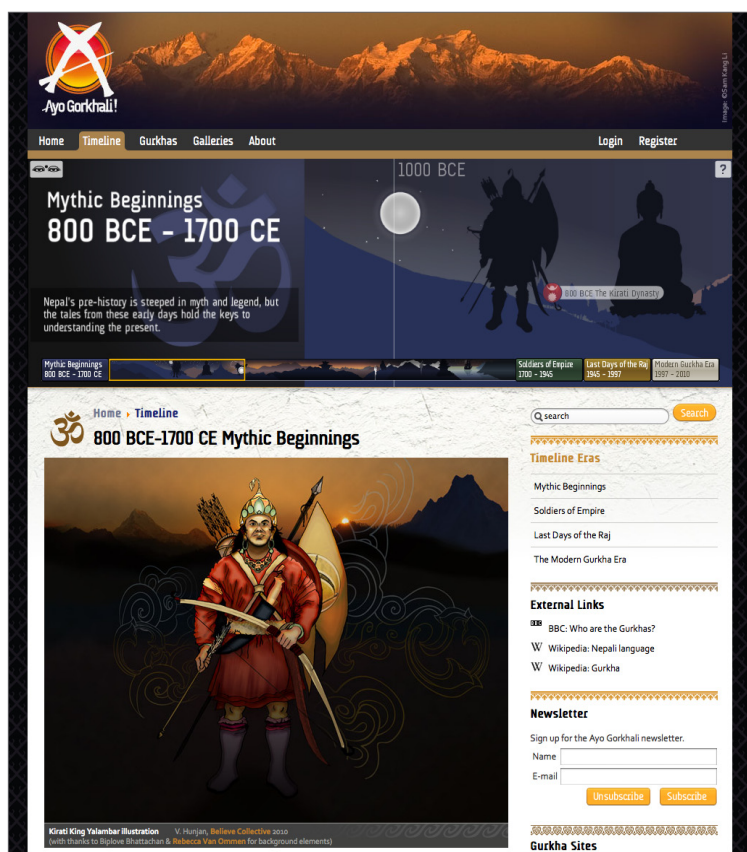 Ayo Gorkhali!
Image: ©Sam Kang Li
Home Timeline Gurkhas Galleries About Login Register
1000 BCE
?
Mythic Beginnings
800 BCE - 1700 CE
800 BCE The Kirati Dynasty
Nepal's pre-history is steeped in myth and legend, but
the tales from these early days hold the keys to
understanding the present.
Mythic Beginnings
800 BCE - 1700 CE
Soldiers of Empire
1700 - 1945
Last Days of the Raj
1945 - 1997
Modern Gurkha Era
1997 - 2010
ॐ
Home Timeline
800 BCE-1700 CE Mythic Beginnings
search
Search
Timeline Eras
Mythic Beginnings
Soldiers of Empire
Last Days of the Raj
The Modern Gurkha Era
External Links
BBC BBC: Who are the Gurkhas?
W Wikipedia: Nepali language
W Wikipedia: Gurkha
Newsletter
Sign up for the Ayo Gorkhali newsletter.
Name
E-mail
Unsubscribe Subscribe
Gurkha Sites
Kirati King Yalambar illustration V. Hunjan, Believe Collective 2010
(with thanks to Biplove Bhattachan & Rebecca Van Ommen for background elements)